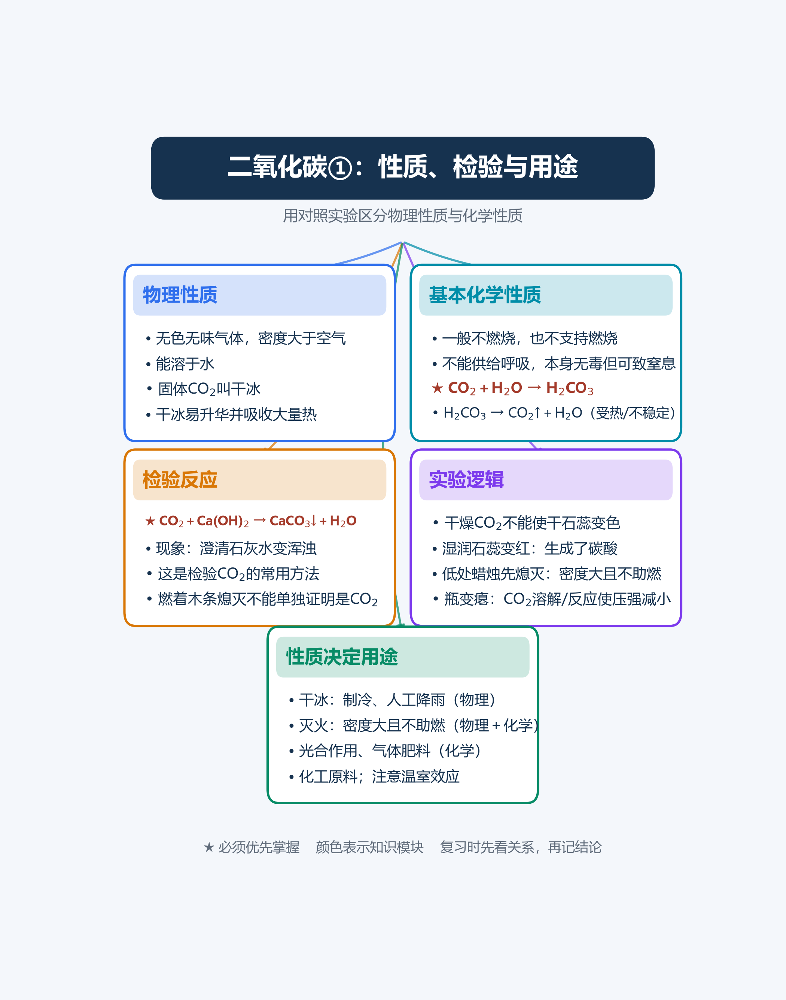 二氧化碳①：性质、检验与用途
用对照实验区分物理性质与化学性质
物理性质
• 无色无味气体，密度大于空气
• 能溶于水
• 固体CO₂叫干冰
• 干冰易升华并吸收大量热
基本化学性质
• 一般不燃烧，也不支持燃烧
• 不能供给呼吸，本身无毒但可致窒息
★ CO₂ + H₂O → H₂CO₃
• H₂CO₃ → CO₂↑ + H₂O（受热/不稳定）
检验反应
★ CO₂ + Ca(OH)₂ → CaCO₃↓ + H₂O
• 现象：澄清石灰水变浑浊
• 这是检验CO₂的常用方法
• 燃着木条熄灭不能单独证明是CO₂
实验逻辑
• 干燥CO₂不能使干石蕊变色
• 湿润石蕊变红：生成了碳酸
• 低处蜡烛先熄灭：密度大且不助燃
• 瓶变瘪：CO₂溶解/反应使压强减小
性质决定用途
• 干冰：制冷、人工降雨（物理）
• 灭火：密度大且不助燃（物理 + 化学）
• 光合作用、气体肥料（化学）
• 化工原料；注意温室效应
★ 必须优先掌握 颜色表示知识模块 复习时先看关系，再记结论